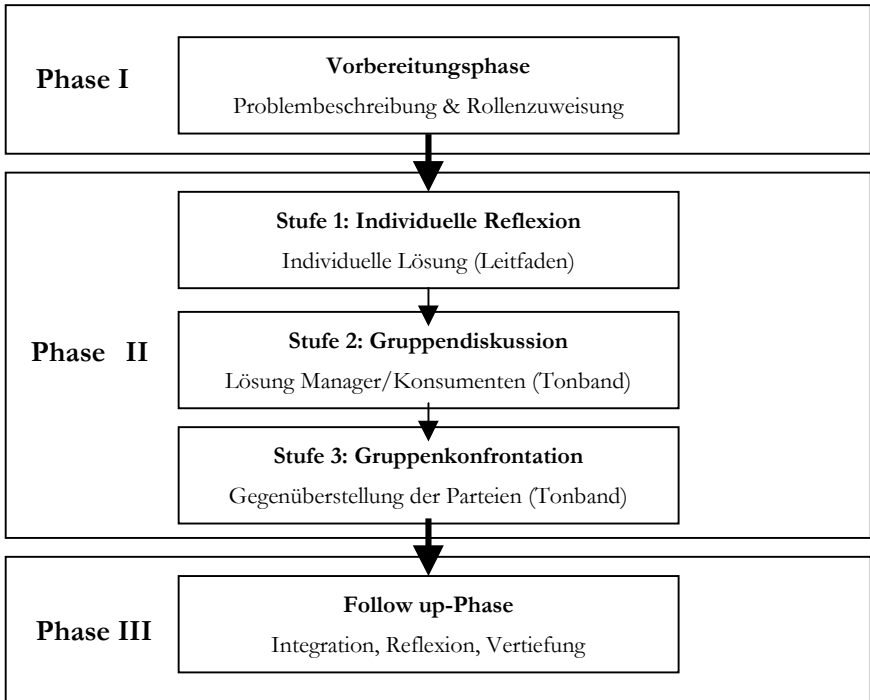 Phase I
Vorbereitungsphase
Problembeschreibung & Rollenzuweisung
Phase II
Stufe 1: Individuelle Reflexion
Individuelle Lösung (Leitfaden)
Stufe 2: Gruppendiskussion
Lösung Manager/Konsumenten (Tonband)
Stufe 3: Gruppenkonfrontation
Gegenüberstellung der Parteien (Tonband)
Phase III
Follow up-Phase
Integration, Reflexion, Vertiefung